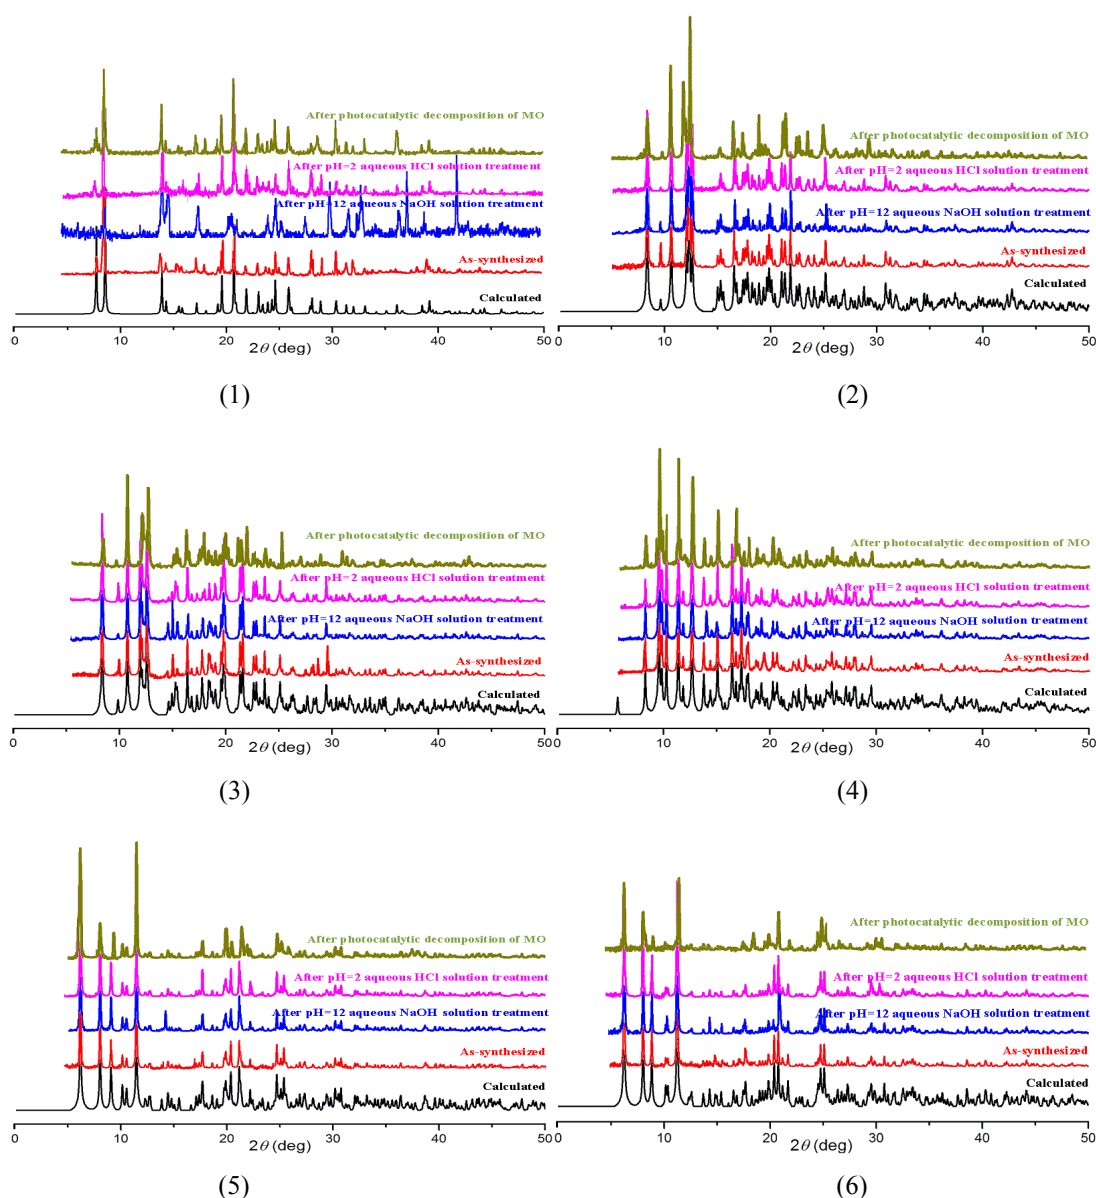 After photocatalytic decomposition of MO
After pH=2 aqueous HCl solution treatment
After pH=12 aqueous NaOH solution treatment
As-synthesized
Calculated
0 10 20 30 40 50
2θ (deg)
(1)
After photocatalytic decomposition of MO
After pH=2 aqueous HCl solution treatment
After pH=12 aqueous NaOH solution treatment
As-synthesized
Calculated
0 10 20 30 40 50
2θ (deg)
(2)
After photocatalytic decomposition of MO
After pH=2 aqueous HCl solution treatment
After pH=12 aqueous NaOH solution treatment
As-synthesized
Calculated
0 10 20 30 40 50
2θ (deg)
(3)
After photocatalytic decomposition of MO
After pH=2 aqueous HCl solution treatment
After pH=12 aqueous NaOH solution treatment
As-synthesized
Calculated
0 10 20 30 40 50
2θ (deg)
(4)
After photocatalytic decomposition of MO
After pH=2 aqueous HCl solution treatment
After pH=12 aqueous NaOH solution treatment
As-synthesized
Calculated
0 10 20 30 40 50
2θ (deg)
(5)
After photocatalytic decomposition of MO
After pH=2 aqueous HCl solution treatment
After pH=12 aqueous NaOH solution treatment
As-synthesized
Calculated
0 10 20 30 40 50
2θ (deg)
(6)